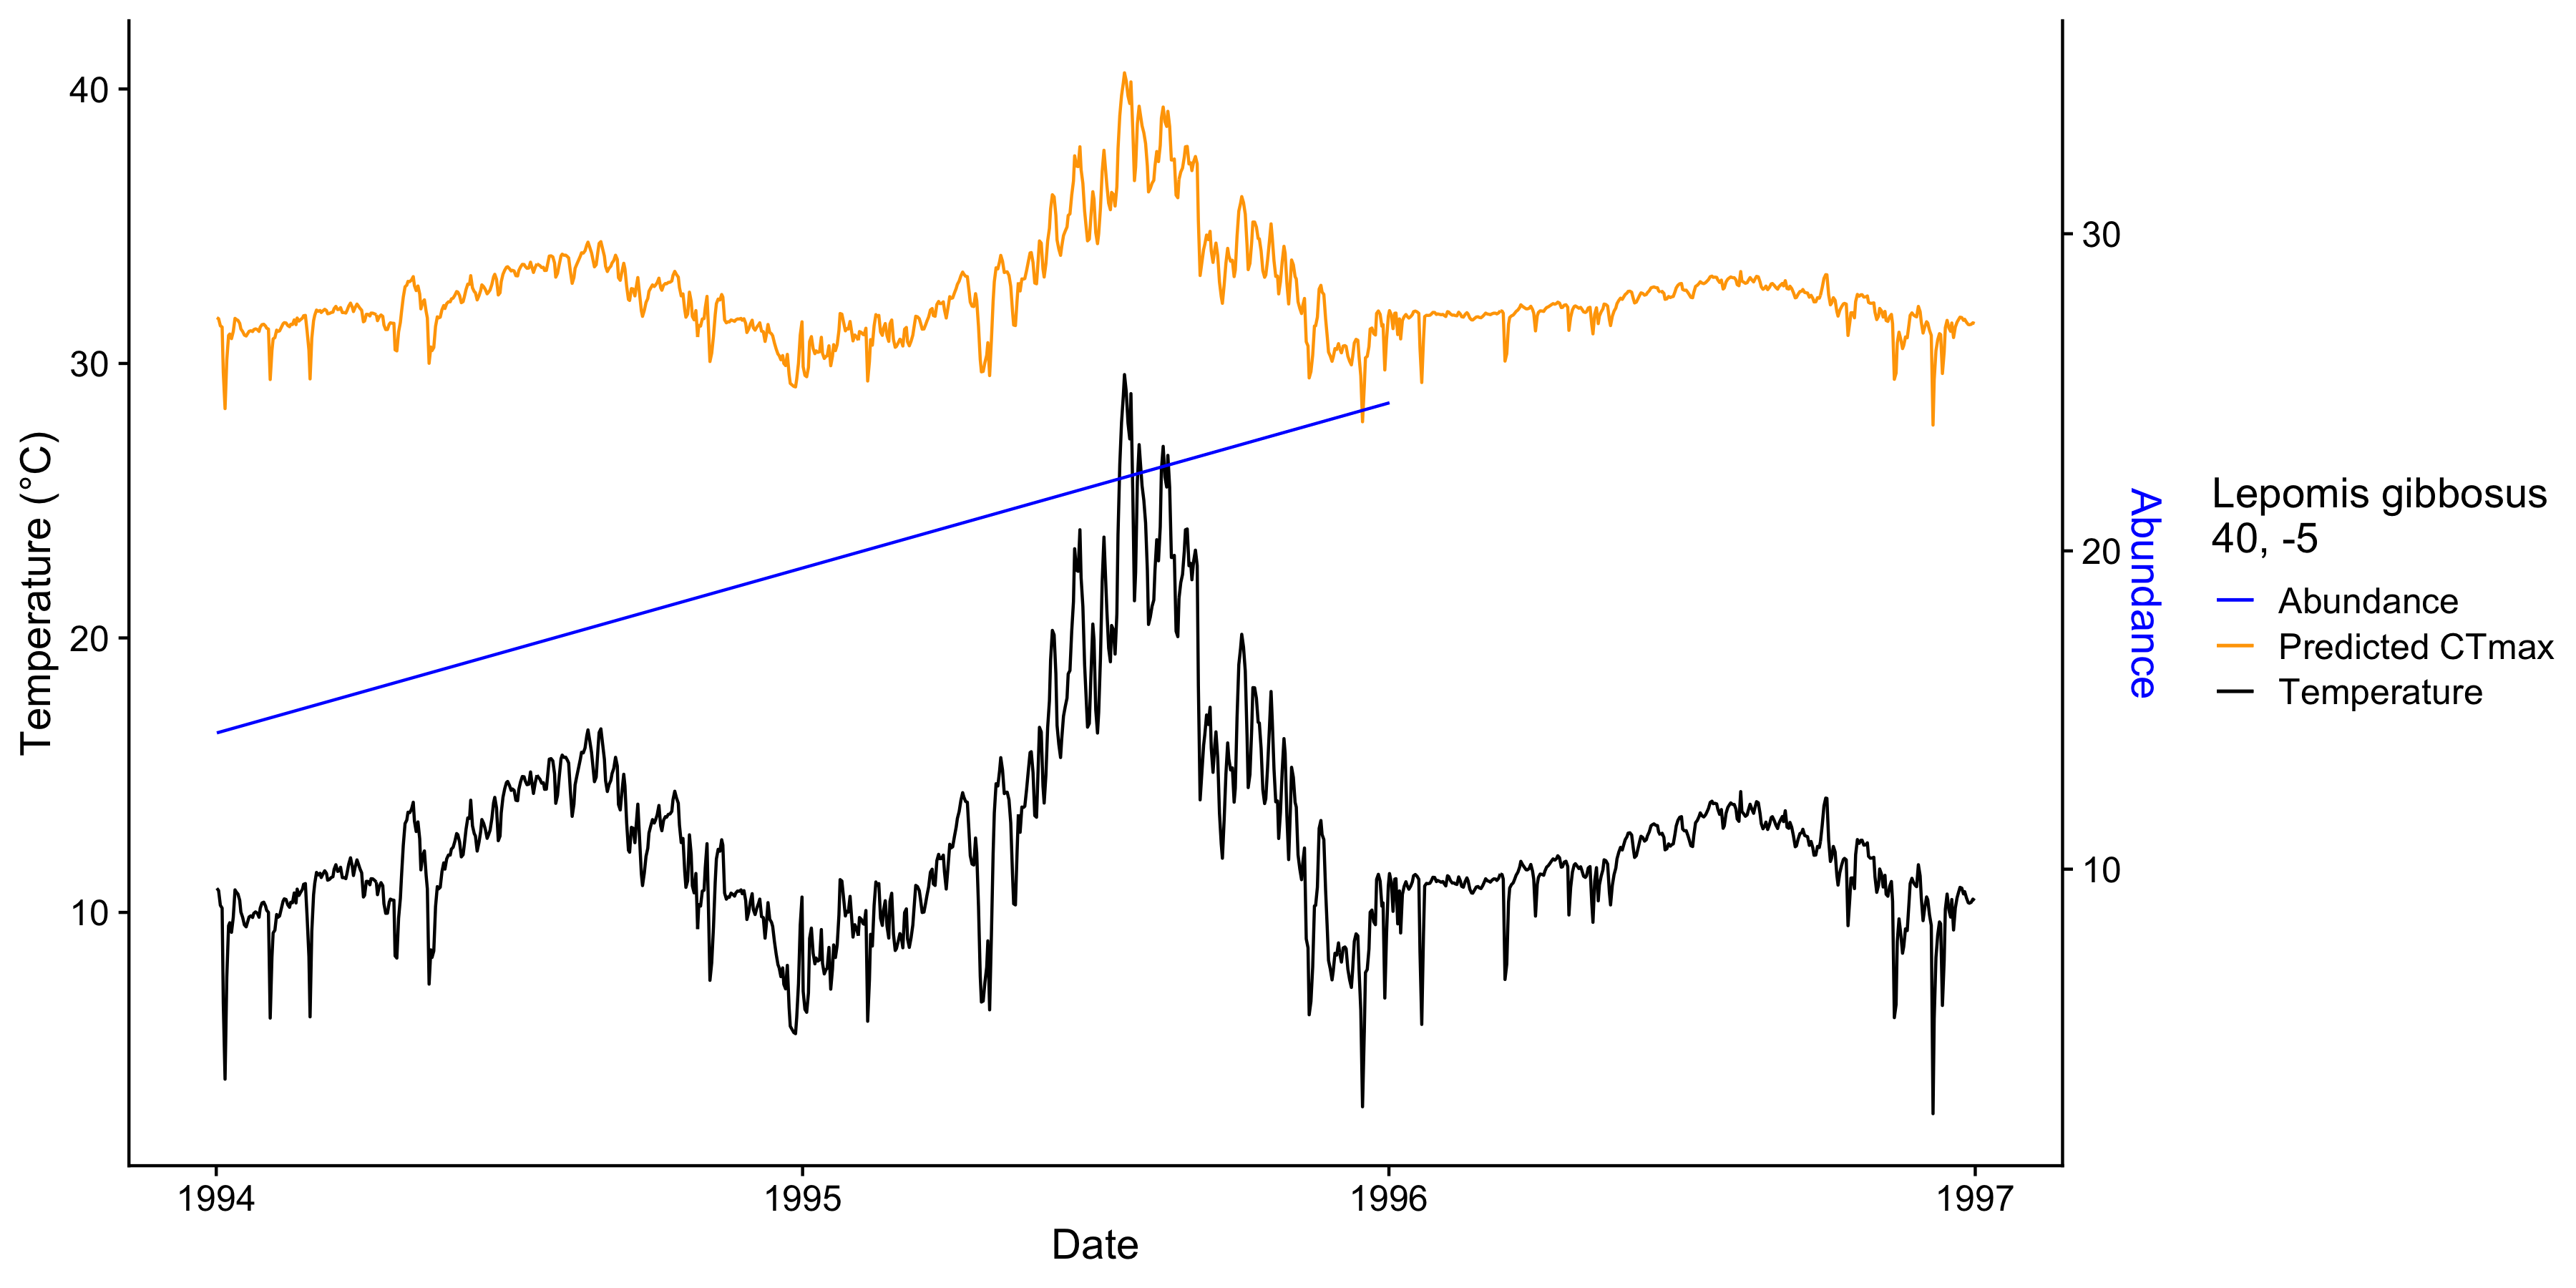 40
30
20
10
Temperature (°C)
1994
1995
1996
1997
Date
30
20
10
Abundance
Lepomis gibbosus
40, -5
Abundance
Predicted CTmax
Temperature